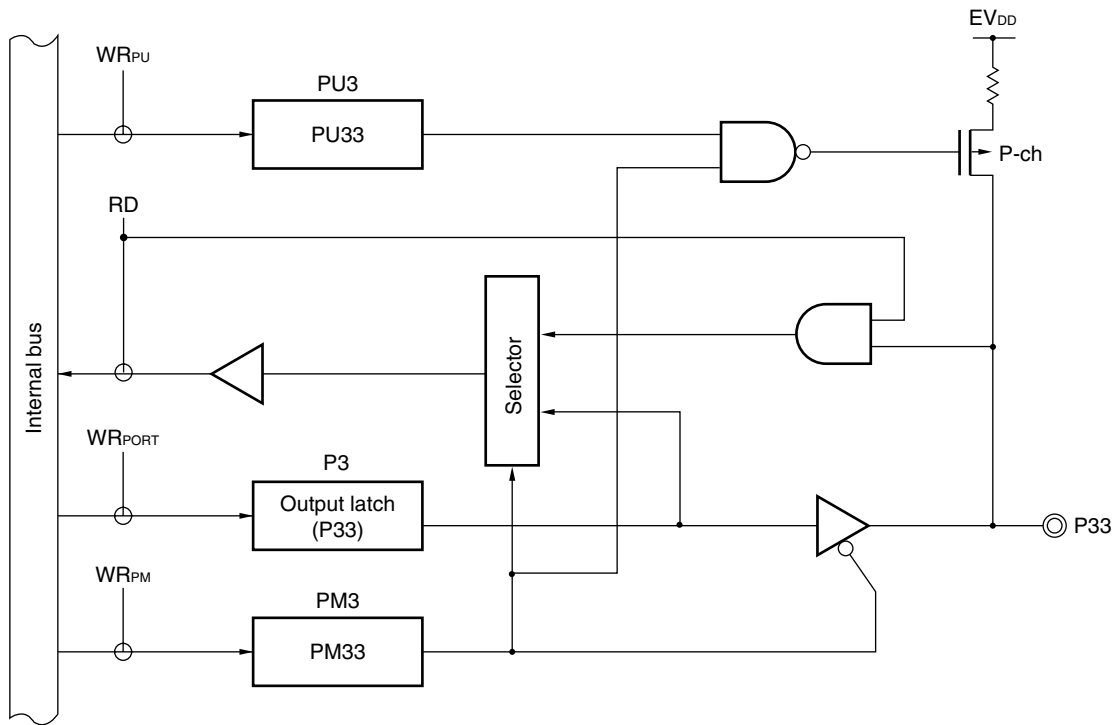 EVDD
WRPU
PU3
PU33
P-ch
RD
Internal bus
Selector
WRPORT
P3
Output latch
(P33)
P33
WRPM
PM3
PM33